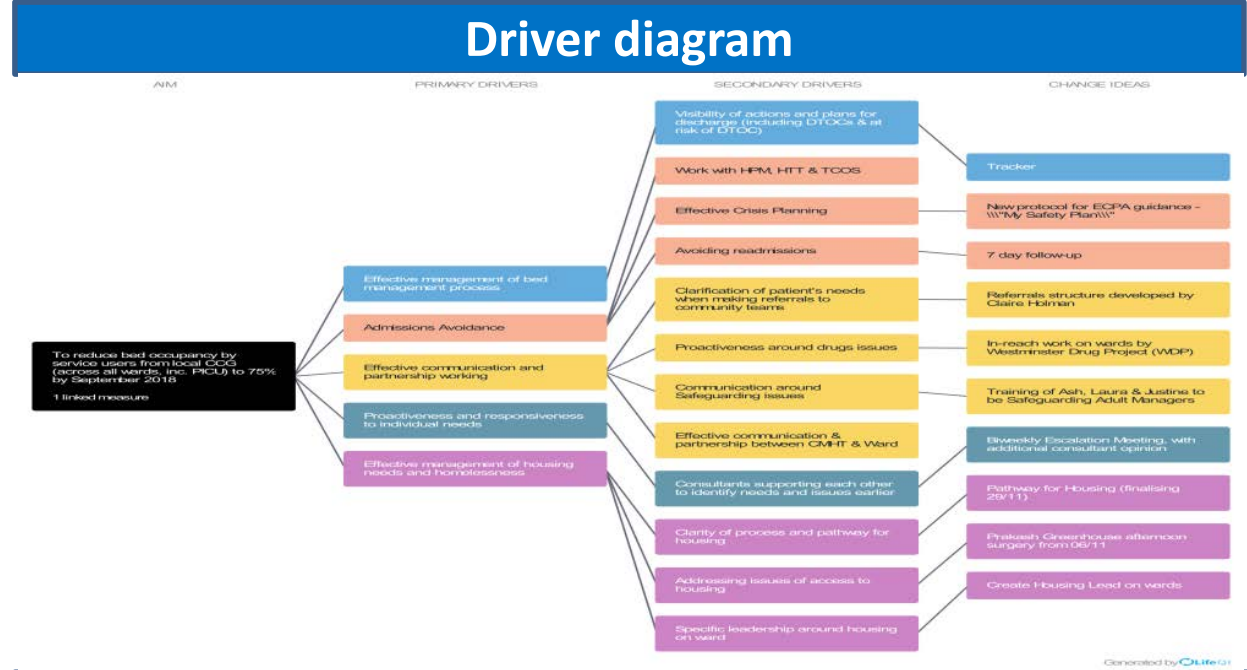 Driver diagram
AIM
PRIMARY DRIVERS
SECONDARY DRIVERS
CHANGE IDEAS
To reduce bed occupancy by
service users from local CCG
(across all wards, inc. PICU) to 75%
by September 2018
1 linked measure
Effective management of bed
management process
Admissions Avoidance
Effective communication and
partnership working
Proactiveness and responsiveness
to individual needs
Effective management of housing
needs and homelessness
Visibility of actions and plans for
discharge (including DTOCs & at
risk of DTOC)
Work with HPM, HTT & TCOS
Effective Crisis Planning
Avoiding readmissions
Clarification of patient's needs
when making referrals to
community teams
Proactiveness around drugs issues
Communication around
Safeguarding issues
Effective communication &
partnership between CMHT & Ward
Consultants supporting each other
to identify needs and issues earlier
Clarity of process and pathway for
housing
Addressing issues of access to
housing
Specific leadership around housing
on ward
Tracker
New protocol for ECPA guidance -
\\\"My Safety Plan\\\"
7 day follow-up
Referrals structure developed by
Claire Holman
In-reach work on wards by
Westminster Drug Project (WDP)
Training of Ash, Laura & Justine to
be Safeguarding Adult Managers
Biweekly Escalation Meeting, with
additional consultant opinion
Pathway for Housing (finalising
29/11)
Prakash Greenhouse afternoon
surgery from 06/11
Create Housing Lead on wards
Generated by LifeQI